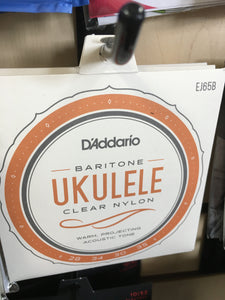 EJ65B
D'Addario
BARITONE
UKULELE
CLEAR NYLON
WARM, PROJECTING
ACOUSTIC TONE